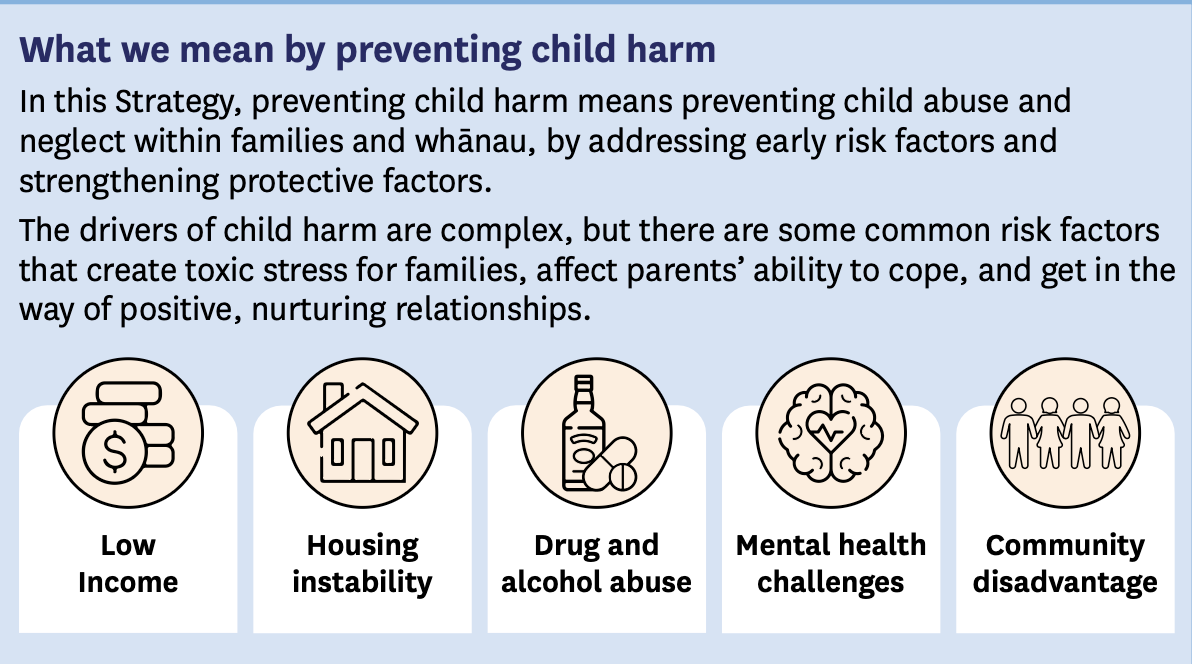 What we mean by preventing child harm
In this Strategy, preventing child harm means preventing child abuse and
neglect within families and whānau, by addressing early risk factors and
strengthening protective factors.
The drivers of child harm are complex, but there are some common risk factors
that create toxic stress for families, affect parents’ ability to cope, and get in the
way of positive, nurturing relationships.
$
Low
Income
Housing
instability
Drug and
alcohol abuse
Mental health
challenges
Community
disadvantage